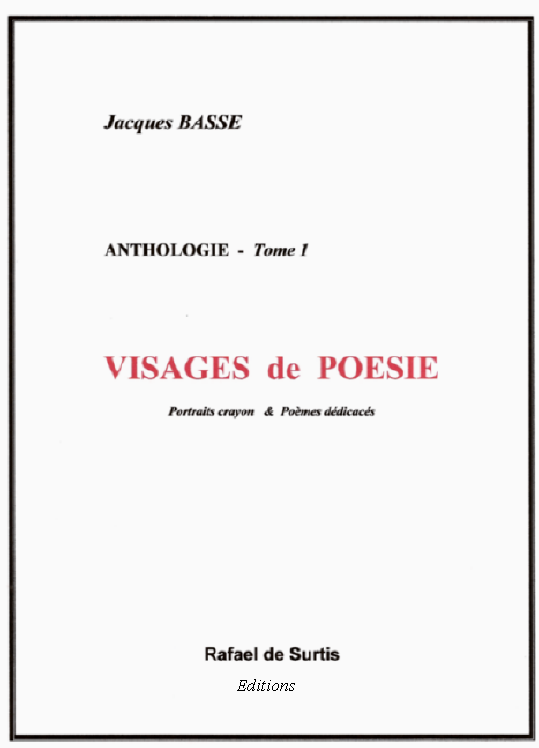 Jacques BASSE
ANTHOLOGIE - Tome I
VISAGES de POESIE
Portraits crayon & Poèmes dédicacés
Rafael de Surtis
Editions